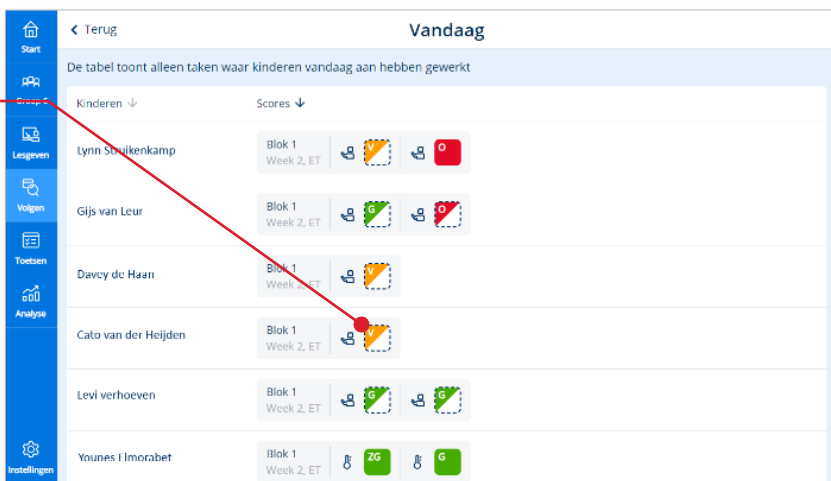 Start
Groep 6
Lesgeven
Volgen
Toetsen
Analyse
Instellingen
Terug
Vandaag
De tabel toont alleen taken waar kinderen vandaag aan hebben gewerkt
Kinderen Scores
Lynn Struikenkamp
Blok 1
Week 2, ET
V O
Gijs van Leur
Blok 1
Week 2, ET
G O
Davey de Haan
Blok 1
Week 2, ET
V
Cato van der Heijden
Blok 1
Week 2, ET
V
Levi verhoeven
Blok 1
Week 2, ET
G G
Younes Elmorabet
Blok 1
Week 2, ET
ZG G